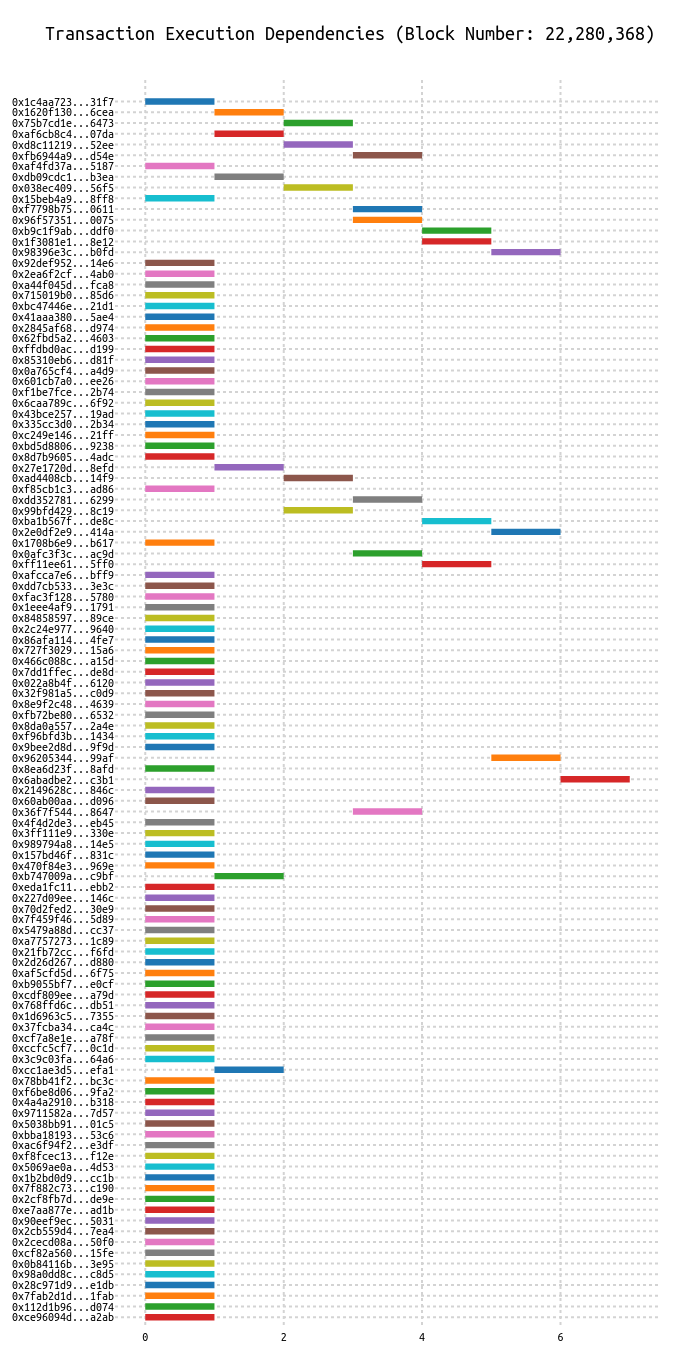 Transaction Execution Dependencies (Block Number: 22,280,368)
0x1c4aa723...31f7
0x1620f130...6cea
0x75b7cd1e...6473
0xaf6cb8c4...07da
0xd8c11219...52ee
0xfb6944a9...d54e
0xaf4fd37a...5187
0xdb09cdc1...b3ea
0x038ec409...56f5
0x15beb4a9...8ff8
0xf7798b75...0611
0x96f57351...0075
0xb9c1f9ab...ddf0
0x1f3081e1...8e12
0x98396e3c...b0fd
0x92def952...14e6
0x2ea6f2cf...4ab0
0xa44f045d...fca8
0x715019b0...85d6
0xbc47446e...21d1
0x41aaa380...5ae4
0x2845af68...d974
0x62fbd5a2...4603
0xffdbd0ac...d199
0x85310eb6...d81f
0x0a765cf4...a4d9
0x601cb7a0...ee26
0xf1be7fce...2b74
0x6caa789c...6f92
0x43bce257...19ad
0x335cc3d0...2b34
0xc249e146...21ff
0xbd5d8806...9238
0x8d7b9605...4adc
0x27e1720d...8efd
0xad4408cb...14f9
0xf85cb1c3...ad86
0xdd352781...6299
0x99bfd429...8c19
0xba1b567f...de8c
0x2e0df2e9...414a
0x1708b6e9...b617
0x0afc3f3c...ac9d
0xff11ee61...5ff0
0xafcca7e6...bff9
0xdd7cb533...3e3c
0xfac3f128...5780
0x1eee4af9...1791
0x84858597...89ce
0x2c24e977...9640
0x86afa114...4fe7
0x727f3029...15a6
0x466c088c...a15d
0x7dd1ffec...de8d
0x022a8b4f...6120
0x32f981a5...c0d9
0x8e9f2c48...4639
0xfb72be80...6532
0x8da0a557...2a4e
0xf96bfd3b...1434
0x9bee2d8d...9f9d
0x96205344...99af
0x8ea6d23f...8afd
0x6abadbe2...c3b1
0x2149628c...846c
0x60ab00aa...d096
0x36f7f544...8647
0x4f4d2de3...eb45
0x3ff111e9...330e
0x989794a8...14e5
0x157bd46f...831c
0x470f84e3...969e
0xb747009a...c9bf
0xeda1fc11...ebb2
0x227d09ee...146c
0x70d2fed2...30e9
0x7f459f46...5d89
0x5479a88d...cc37
0xa7757273...1c89
0x21fb72cc...f6fd
0x2d26d267...d880
0xaf5cfd5d...6f75
0xb9055bf7...e0cf
0xcdf809ee...a79d
0x768ffd6c...db51
0x1d6963c5...7355
0x37fcba34...ca4c
0xcf7a8e1e...a78f
0xccfc5cf7...0c1d
0x3c9c03fa...64a6
0xcc1ae3d5...efa1
0x78bb41f2...bc3c
0xf6be8d06...9fa2
0x4a4a2910...b318
0x9711582a...7d57
0x5038bb91...01c5
0xbba18193...53c6
0xac6f94f2...e3df
0xf8fcec13...f12e
0x5069ae0a...4d53
0x1b2bd0d9...cc1b
0x7f882c73...c190
0x2cf8fb7d...de9e
0xe7aa877e...ad1b
0x90eef9ec...5031
0x2cb559d4...7ea4
0x2cecd08a...50f0
0xcf82a560...15fe
0x0b84116b...3e95
0x98a0dd8c...c8d5
0x28c971d9...e1db
0x7fab2d1d...1fab
0x112d1b96...d074
0xce96094d...a2ab
0 2 4 6